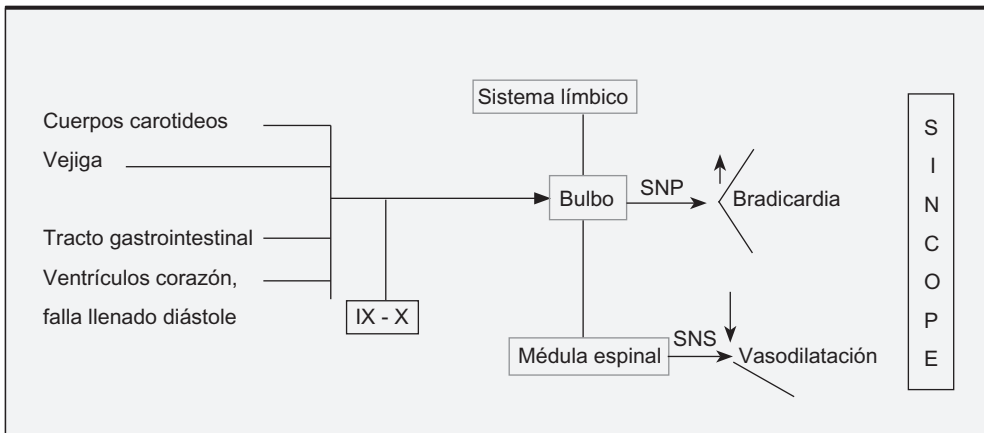 Sistema límbico
Cuerpos carotideos
Vejiga
Tracto gastrointestinal
Ventrículos corazón,
falla llenado diástole
IX - X
Bulbo
SNP
Bradicardia
Médula espinal
SNS
Vasodilatación
S
I
N
C
O
P
E